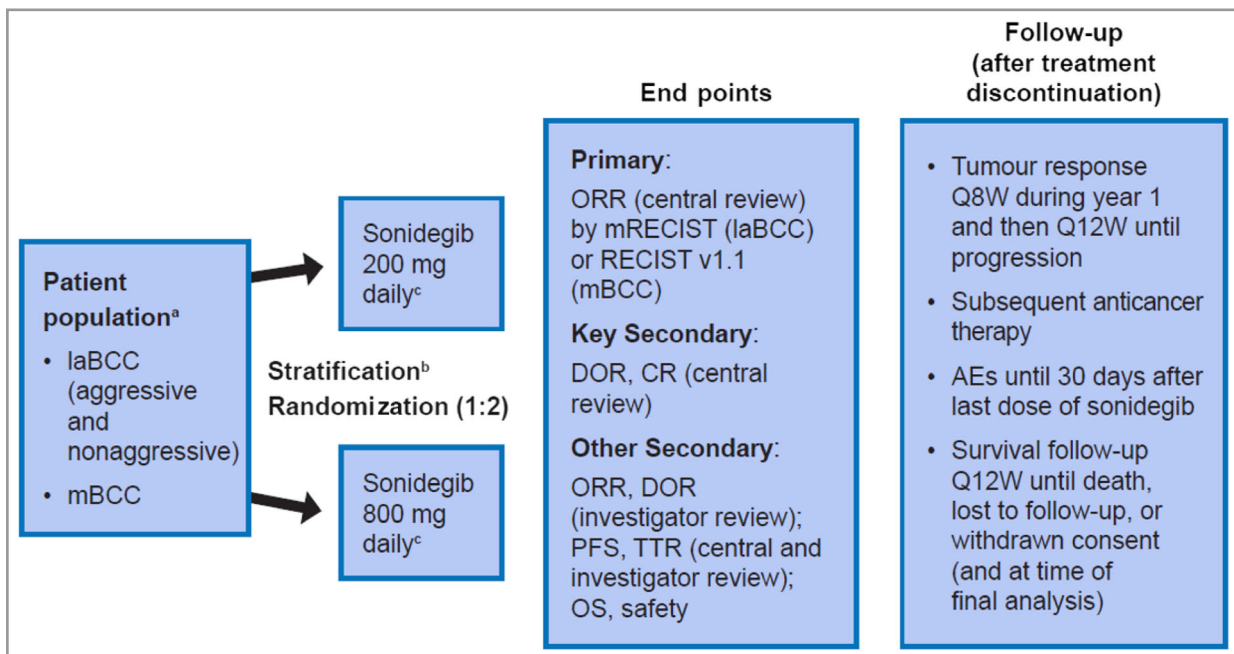 Patient
populationᵃ
• laBCC
(aggressive
and
nonaggressive)
• mBCC
Sonidegib
200 mg
dailyᶜ
Stratificationᵇ
Randomization (1:2)
Sonidegib
800 mg
dailyᶜ
End points
Primary:
ORR (central review)
by mRECIST (laBCC)
or RECIST v1.1
(mBCC)
Key Secondary:
DOR, CR (central
review)
Other Secondary:
ORR, DOR
(investigator review);
PFS, TTR (central and
investigator review);
OS, safety
Follow-up
(after treatment
discontinuation)
• Tumour response
Q8W during year 1
and then Q12W until
progression
• Subsequent anticancer
therapy
• AEs until 30 days after
last dose of sonidegib
• Survival follow-up
Q12W until death,
lost to follow-up, or
withdrawn consent
(and at time of
final analysis)